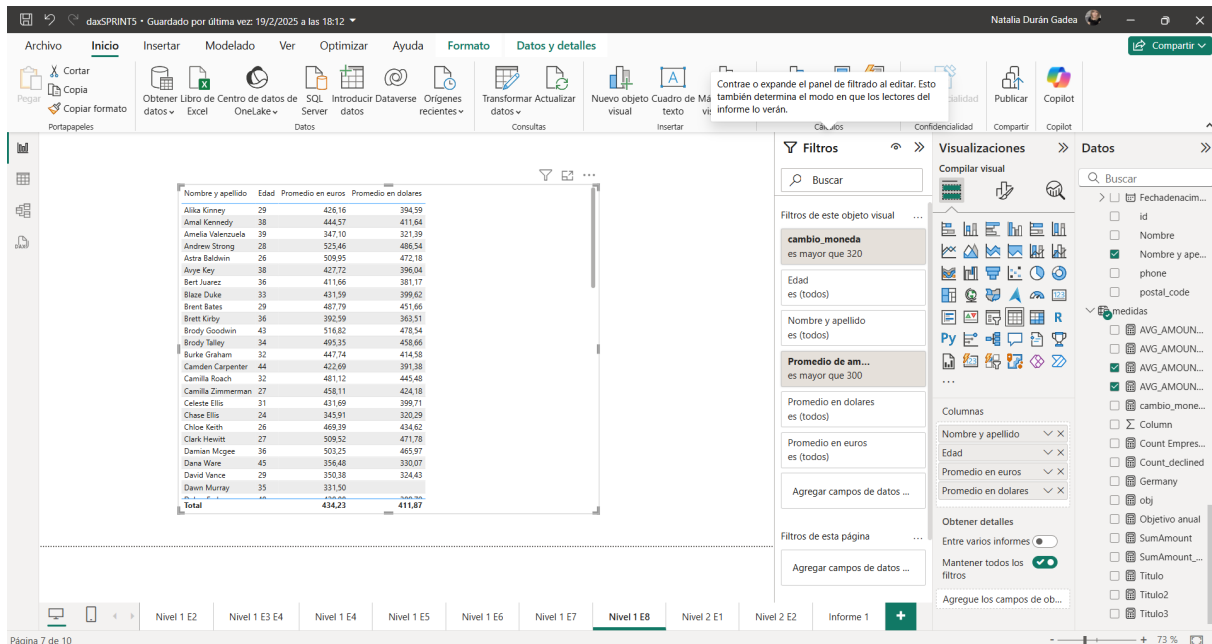 daxSPRINT5 • Guardado por última vez: 19/2/2025 a las 18:12
Natalia Durán Gadea
Archivo Inicio Insertar Modelado Ver Optimizar Ayuda Formato Datos y detalles
Compartir
Pegar
Cortar
Copia
Copiar formato
Portapapeles
Obtener datos
Libro de Excel
Centro de datos de OneLake
SQL Server
Introducir datos
Dataverse
Orígenes recientes
Datos
Transformar datos
Actualizar
Consultas
Nuevo objeto visual
Cuadro de texto
Insertar
Contrae o expande el panel de filtrado al editar. Esto
también determina el modo en que los lectores del
informe lo verán.
Cálculos
Confidencialidad
Publicar
Compartir
Copilot
Copilot
Nombre y apellido Edad Promedio en euros Promedio en dolares
Alika Kinney 29 426,16 394,59
Amal Kennedy 38 444,57 411,64
Amelia Valenzuela 39 347,10 321,39
Andrew Strong 28 525,46 486,54
Astra Baldwin 26 509,95 472,18
Avye Key 38 427,72 396,04
Bert Juarez 36 411,66 381,17
Blaze Duke 33 431,59 399,62
Brent Bates 29 487,79 451,66
Brett Kirby 36 392,59 363,51
Brody Goodwin 43 516,82 478,54
Brody Talley 34 495,35 458,66
Burke Graham 32 447,74 414,58
Camden Carpenter 44 422,69 391,38
Camilla Roach 32 481,12 445,48
Camilla Zimmerman 27 458,11 424,18
Celeste Ellis 31 431,69 399,71
Chase Ellis 24 345,91 320,29
Chloe Keith 26 469,39 434,62
Clark Hewitt 27 509,52 471,78
Damian Mcgee 36 503,25 465,97
Dana Ware 45 356,48 330,07
David Vance 29 350,38 324,43
Dawn Murray 35 331,50
Total 434,23 411,87
Filtros
Buscar
Filtros de este objeto visual ...
cambio_moneda
es mayor que 320
Edad
es (todos)
Nombre y apellido
es (todos)
Promedio de am...
es mayor que 300
Promedio en dolares
es (todos)
Promedio en euros
es (todos)
Agregar campos de datos ...
Filtros de esta página ...
Agregar campos de datos ...
Visualizaciones
Compilar visual
123
R
Py
...
Columnas
Nombre y apellido
Edad
Promedio en euros
Promedio en dolares
Obtener detalles
Entre varios informes
Mantener todos los
filtros
Agregue los campos de ob...
Datos
Buscar
Fechadenacim...
id
Nombre
Nombre y ape...
phone
postal_code
medidas
AVG_AMOUN...
AVG_AMOUN...
AVG_AMOUN...
AVG_AMOUN...
cambio_mone...
Column
Count Empres...
Count_declined
Germany
obj
Objetivo anual
SumAmount
SumAmount_...
Titulo
Titulo2
Titulo3
Nivel 1 E2 Nivel 1 E3 E4 Nivel 1 E4 Nivel 1 E5 Nivel 1 E6 Nivel 1 E7 Nivel 1 E8 Nivel 2 E1 Nivel 2 E2 Informe 1 +
Página 7 de 10
- + 73 %